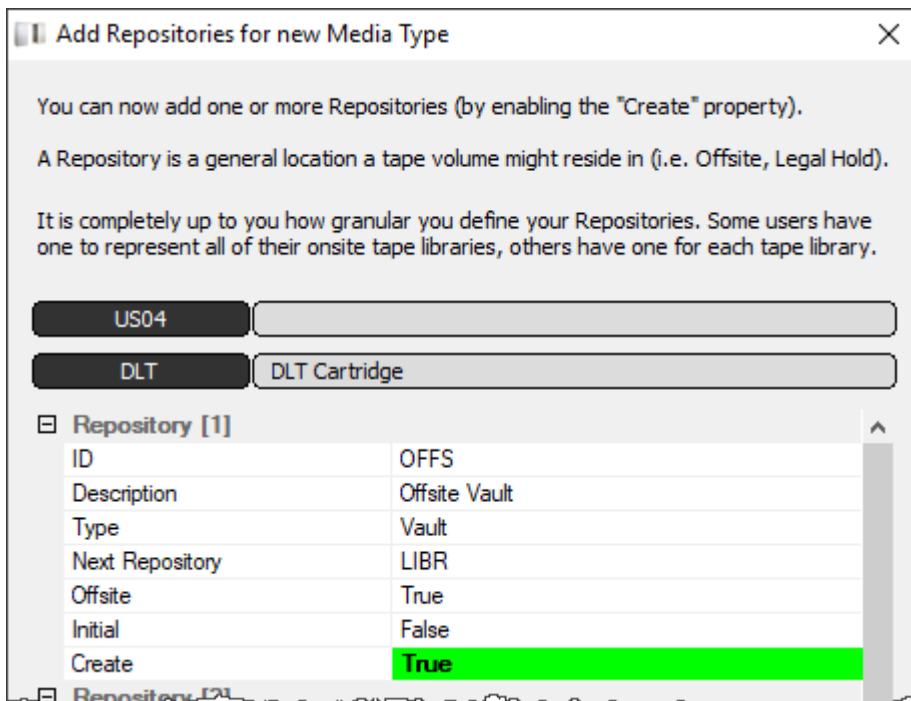 Add Repositories for new Media Type
You can now add one or more Repositories (by enabling the "Create" property).
A Repository is a general location a tape volume might reside in (i.e. Offsite, Legal Hold).
It is completely up to you how granular you define your Repositories. Some users have
one to represent all of their onsite tape libraries, others have one for each tape library.
US04
DLT DLT Cartridge
Repository [1]
ID OFFS
Description Offsite Vault
Type Vault
Next Repository LIBR
Offsite True
Initial False
Create True
Repository [2]